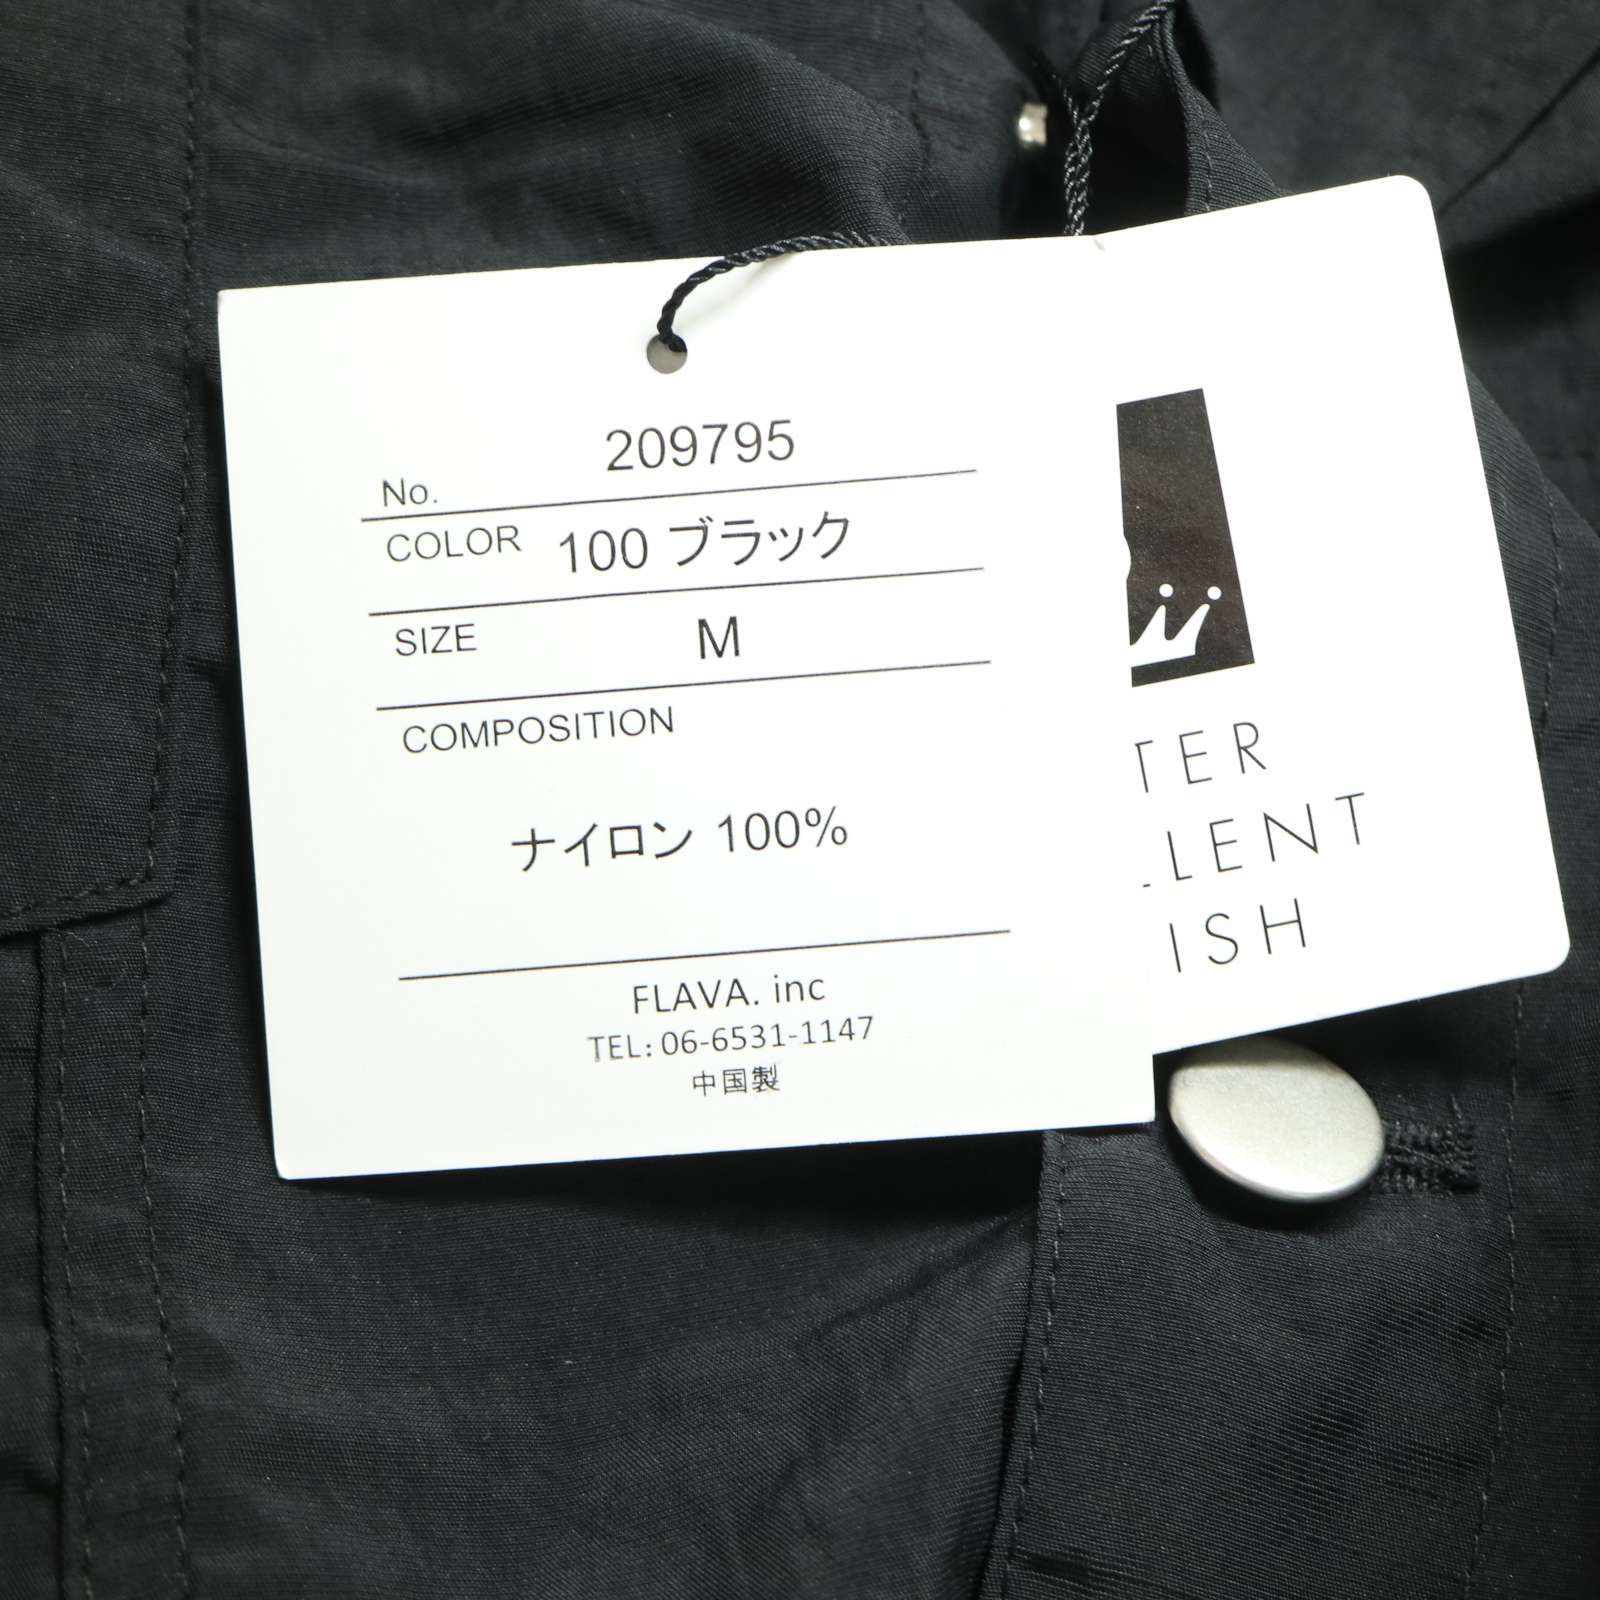 209795
No.
COLOR 100 ブラック
SIZE M
COMPOSITION
ナイロン 100%
FLAVA. inc
TEL: 06-6531-1147
中国製
TER
LENT
ISH